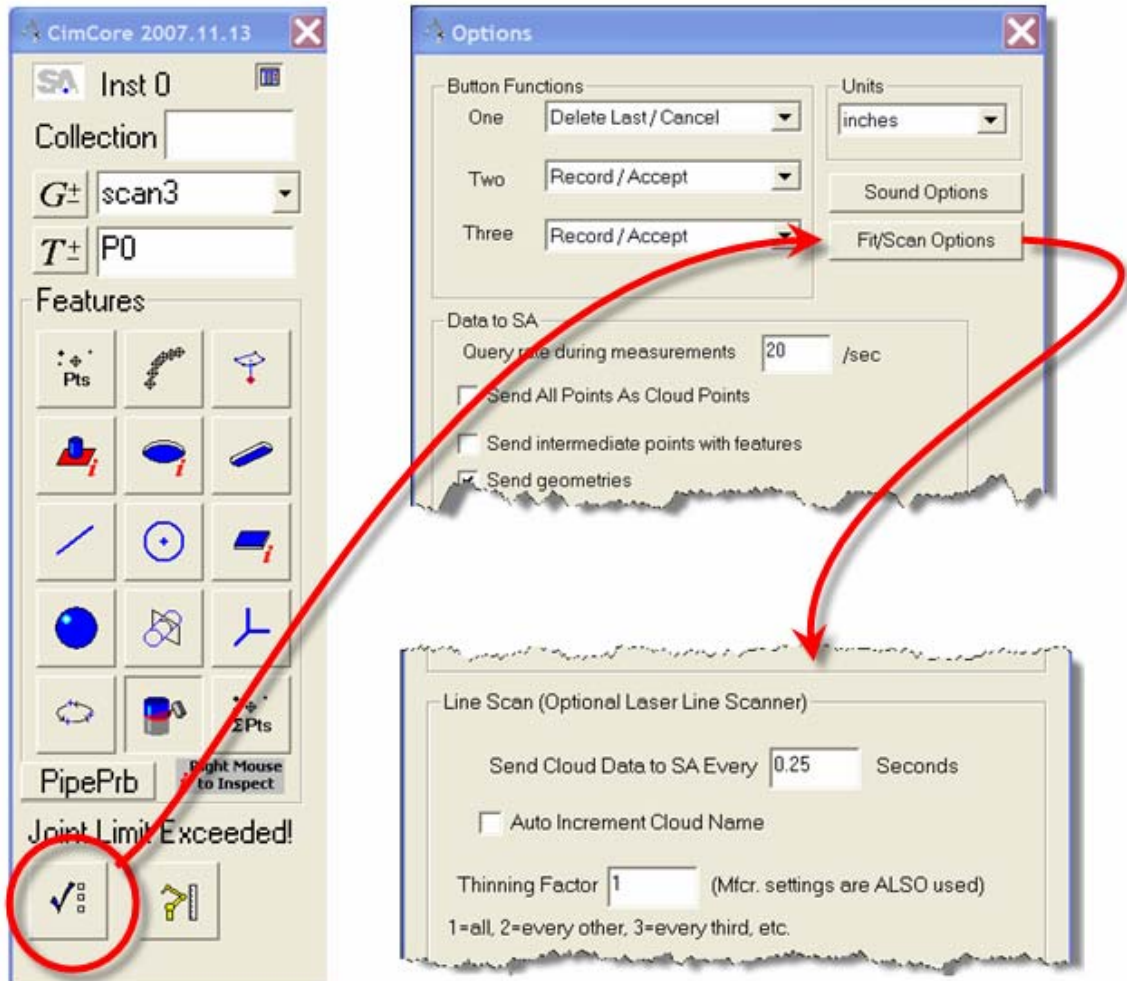 CimCore 2007.11.13
SA
Inst 0
Collection
G± scan3
T± P0
Features
Pts
i
i
i
ΣPts
PipePrb
Right Mouse
to Inspect
Joint Limit Exceeded!
Options
Button Functions
One Delete Last / Cancel
Two Record / Accept
Three Record / Accept
Units
inches
Sound Options
Fit/Scan Options
Data to SA
Query rate during measurements 20 /sec
Send All Points As Cloud Points
Send intermediate points with features
Send geometries
Line Scan (Optional Laser Line Scanner)
Send Cloud Data to SA Every 0.25 Seconds
Auto Increment Cloud Name
Thinning Factor 1 (Mfcr. settings are ALSO used)
1=all, 2=every other, 3=every third, etc.